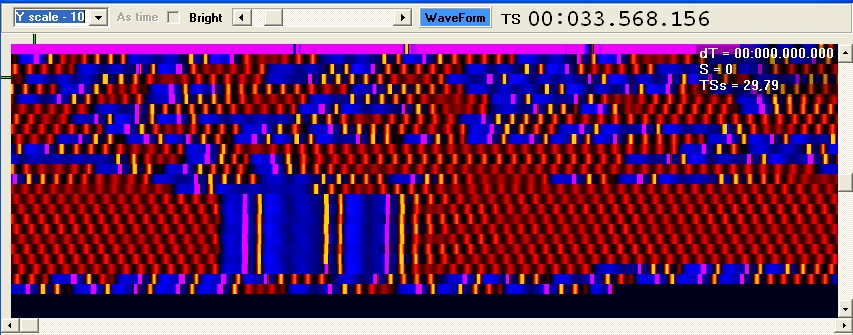 Y scale - 10 As time Bright WaveForm TS 00:033.568.156
dT = 00:000.000.000
S = 0
TSs = 29,79